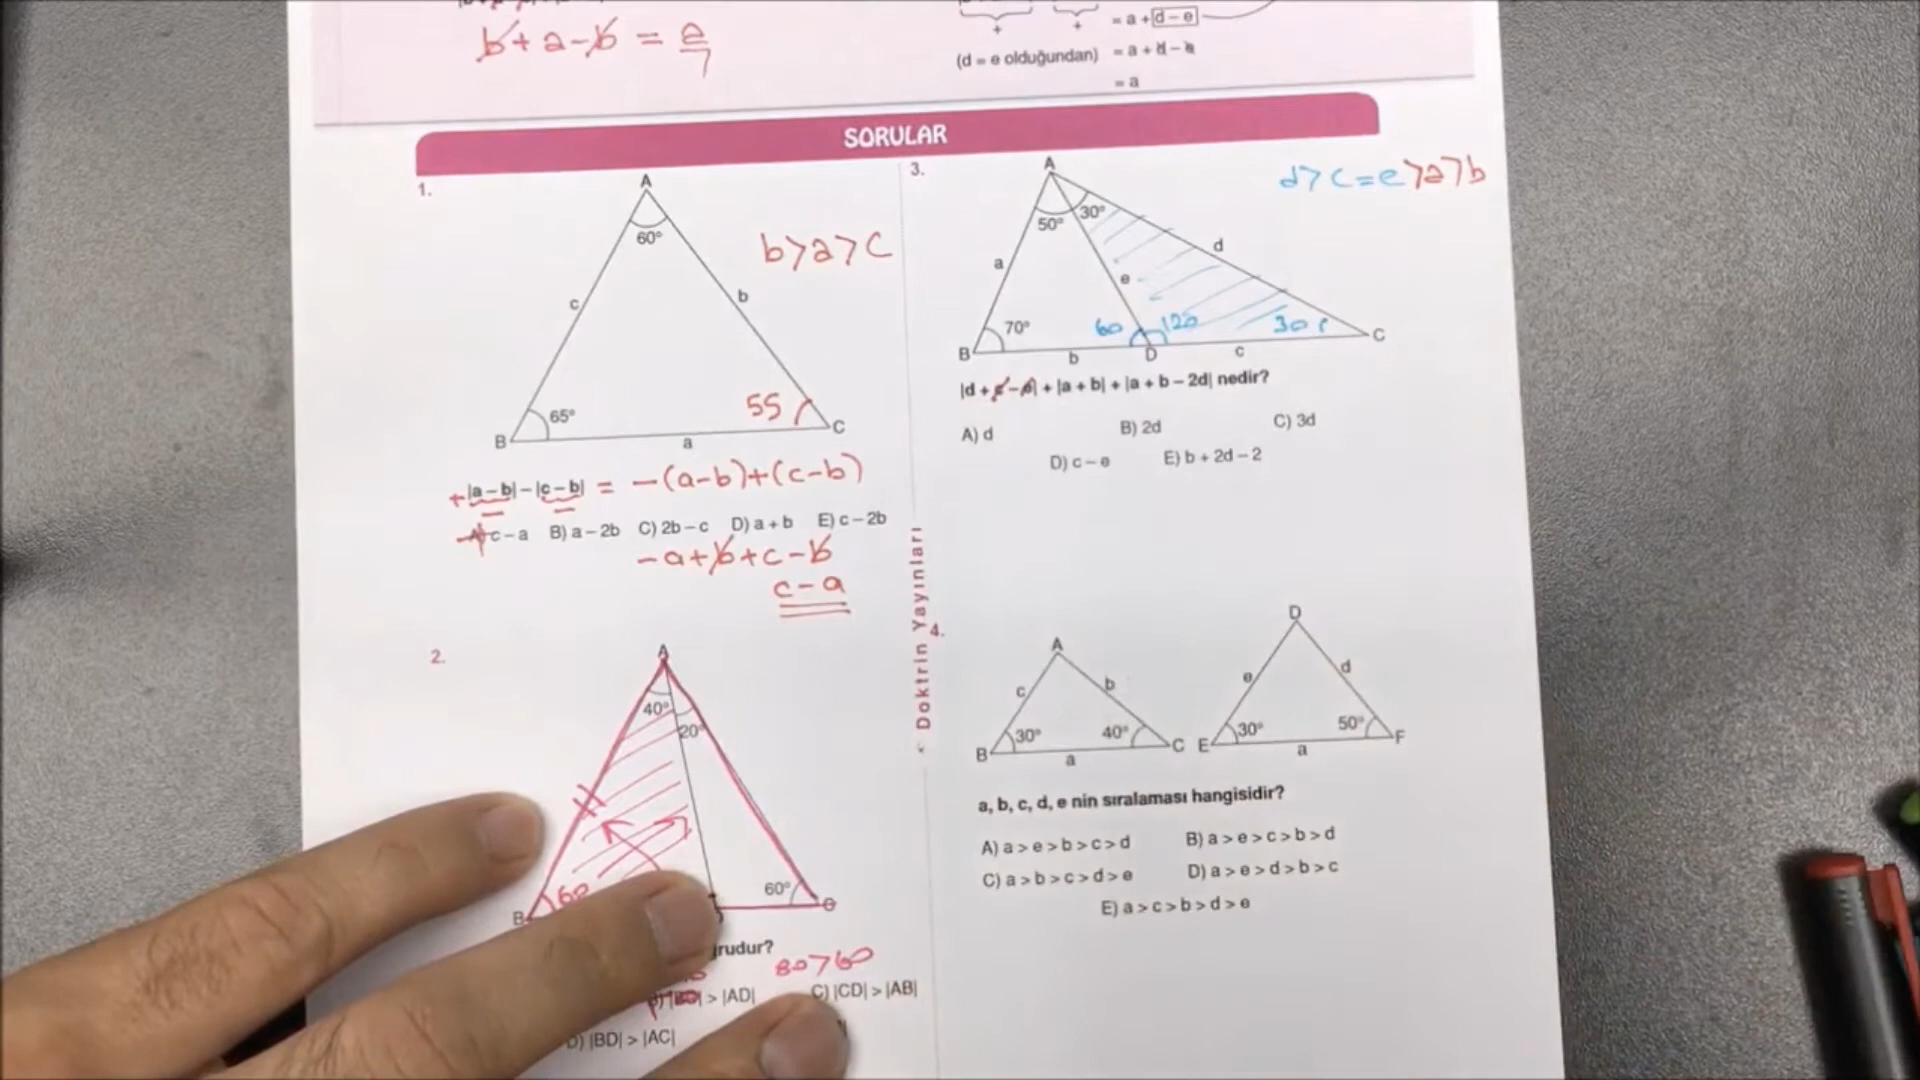 b+a-b = a
= a + d - e
+
+
(d = e olduğundan)
= a + d - e
= a
SORULAR
1.
A
60°
b>a>c
c
b
65°
55
B
a
C
+|a - b| - |c - b| = -(a-b)+(c-b)
A) c - a B) a - 2b C) 2b - c D) a + b E) c - 2b
-a+b+c-b
c-a
2.
A
40°
20°
60
60°
B
C
80>60
| > |AD|
C) |CD| > |AB|
D) |BD| > |AC|
Doktrin Yayınları
3.
A
d>c=e>a>b
50°
30°
a
d
e
70°
60
120
30
B
b
D
c
C
|d + e - e| + |a + b| + |a + b - 2d| nedir?
A) d
B) 2d
C) 3d
D) c - e
E) b + 2d - 2
4.
A
c
b
30°
40°
B
a
C
D
e
d
30°
50°
E
a
F
a, b, c, d, e nin sıralaması hangisidir?
A) a > e > b > c > d
B) a > e > c > b > d
C) a > b > c > d > e
D) a > e > d > b > c
E) a > c > b > d > e